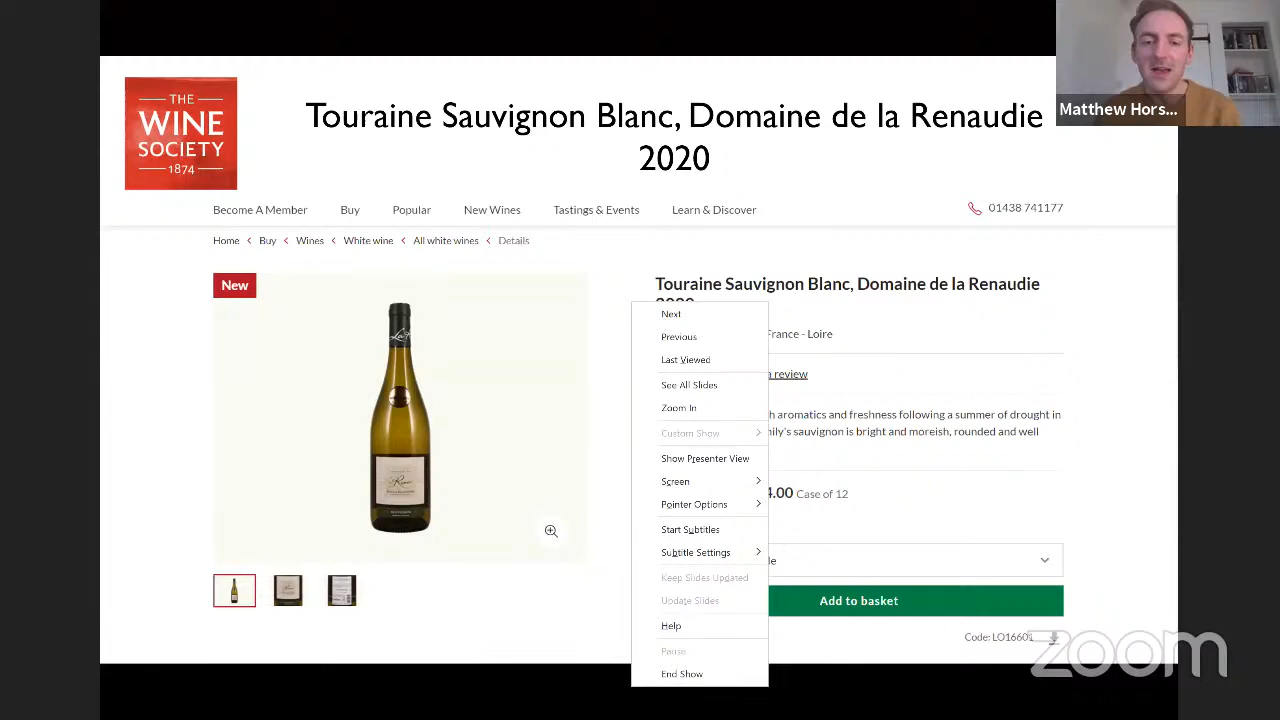 THE
WINE
SOCIETY
1874
Touraine Sauvignon Blanc, Domaine de la Renaudie
2020
Matthew Hors...
Become A Member
Buy
Popular
New Wines
Tastings & Events
Learn & Discover
01438 741177
Home
Buy
Wines
White wine
All white wines
Details
New
Touraine Sauvignon Blanc, Domaine de la Renaudie
France - Loire
a review
aromatics and freshness following a summer of drought in
sauvignon is bright and moreish, rounded and well
4.00 Case of 12
Add to basket
Code: LO16601
Next
Previous
Last Viewed
See All Slides
Zoom In
Custom Show
Show Presenter View
Screen
Pointer Options
Start Subtitles
Subtitle Settings
Keep Slides Updated
Update Slides
Help
Pause
End Show
zoom